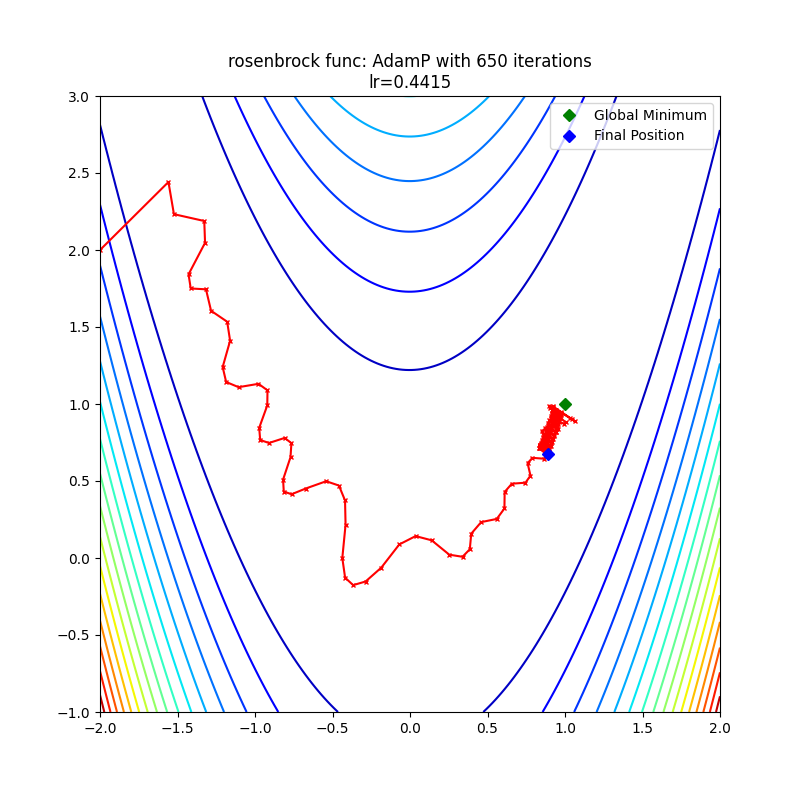 rosenbrock func: AdamP with 650 iterations
lr=0.4415
Global Minimum
Final Position
3.0
2.5
2.0
1.5
1.0
0.5
0.0
−0.5
−1.0
−2.0 −1.5 −1.0 −0.5 0.0 0.5 1.0 1.5 2.0